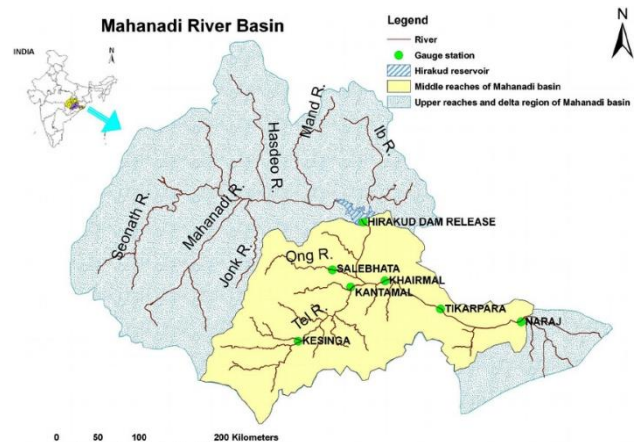 Mahanadi River Basin
INDIA
N
N
Legend
River
Gauge station
Hirakud reservoir
Middle reaches of Mahanadi basin
Upper reaches and delta region of Mahanadi basin
Seonath R.
Mahanadi R.
Hasdeo R.
Mand R.
Ib R.
Jonk R.
HIRAKUD DAM RELEASE
Ong R.
SALEBHATA
KHAIRMAL
KANTAMAL
Tel R.
TIKARPARA
NARAJ
KESINGA
0 50 100 200 Kilometers